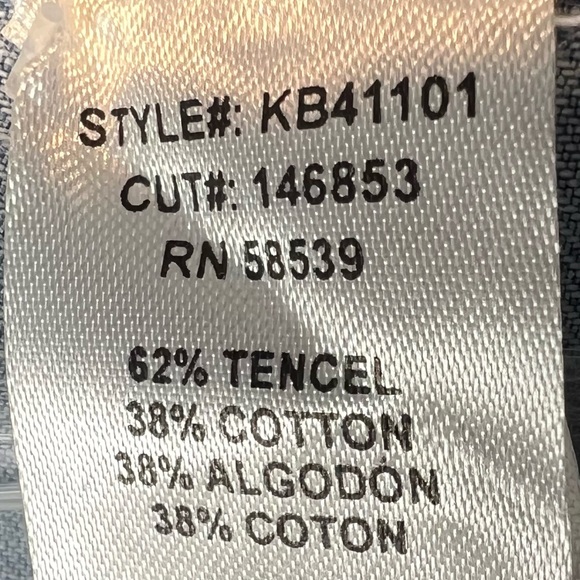 STYLE#: KB41101
CUT#: 146853
RN 58539
62% TENCEL
38% COTTON
38% ALGODÓN
38% COTON